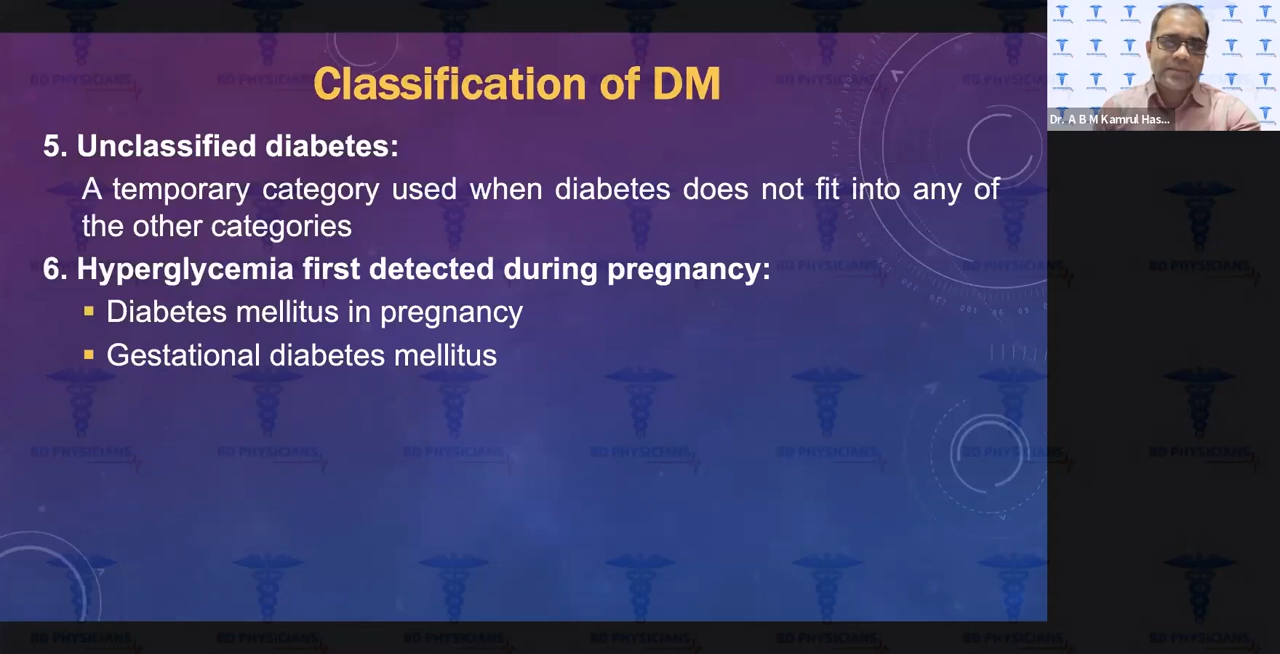 Classification of DM
5. Unclassified diabetes:
A temporary category used when diabetes does not fit into any of
the other categories
6. Hyperglycemia first detected during pregnancy:
▪ Diabetes mellitus in pregnancy
▪ Gestational diabetes mellitus
Dr. A B M Kamrul Has...
BD PHYSICIANS